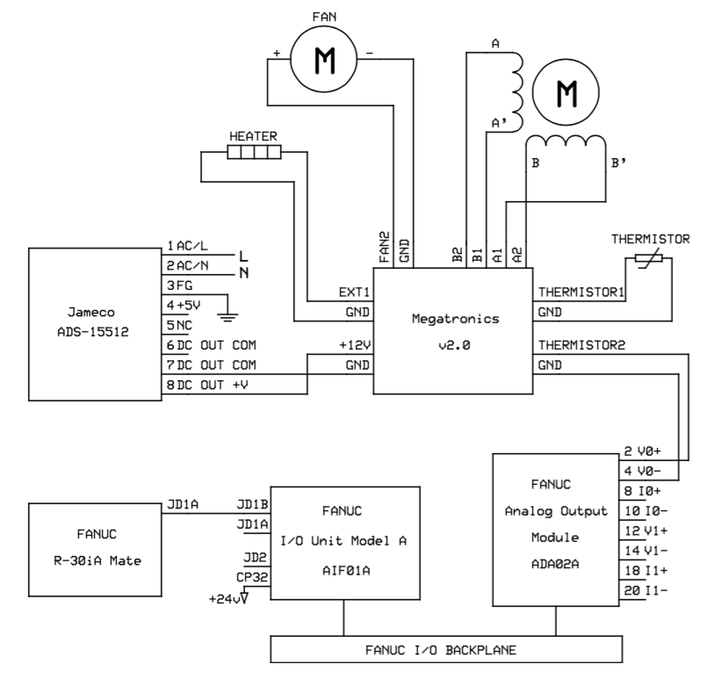 FAN
+
-
M
A
A'
M
B
B'
HEATER
FAN2
GND
B2
B1
A1
A2
THERMISTOR
1 AC/L
L
2 AC/N
N
3 FG
4 +5V
5 NC
6 DC OUT COM
7 DC OUT COM
8 DC OUT +V
Jameco
ADS-15512
EXT1
GND
+12V
GND
Megatronics
v2.0
THERMISTOR1
GND
THERMISTOR2
GND
2 V0+
4 V0-
8 I0+
10 I0-
12 V1+
14 V1-
18 I1+
20 I1-
FANUC
Analog Output
Module
ADA02A
FANUC
R-30iA Mate
JD1A
JD1B
JD1A
JD2
CP32
+24v
FANUC
I/O Unit Model A
AIF01A
FANUC I/O BACKPLANE